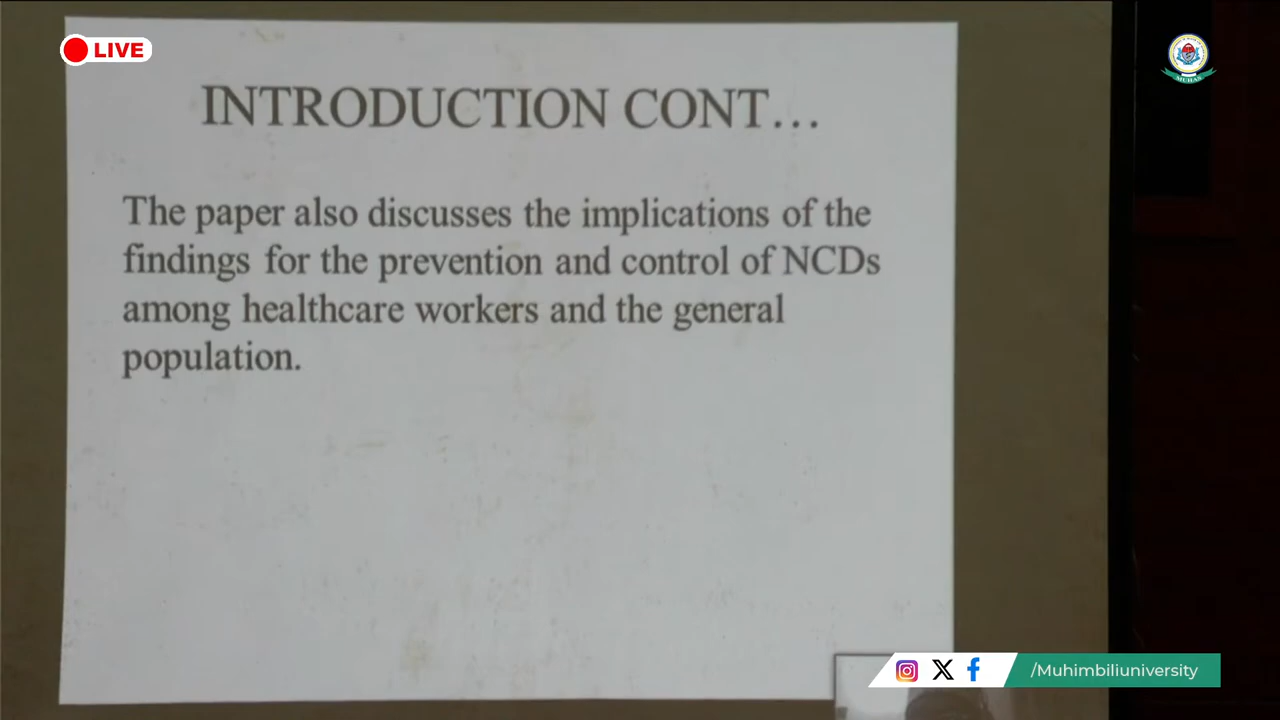 LIVE
INTRODUCTION CONT...
The paper also discusses the implications of the
findings for the prevention and control of NCDs
among healthcare workers and the general
population.
MUHAS
/Muhimbiliuniversity